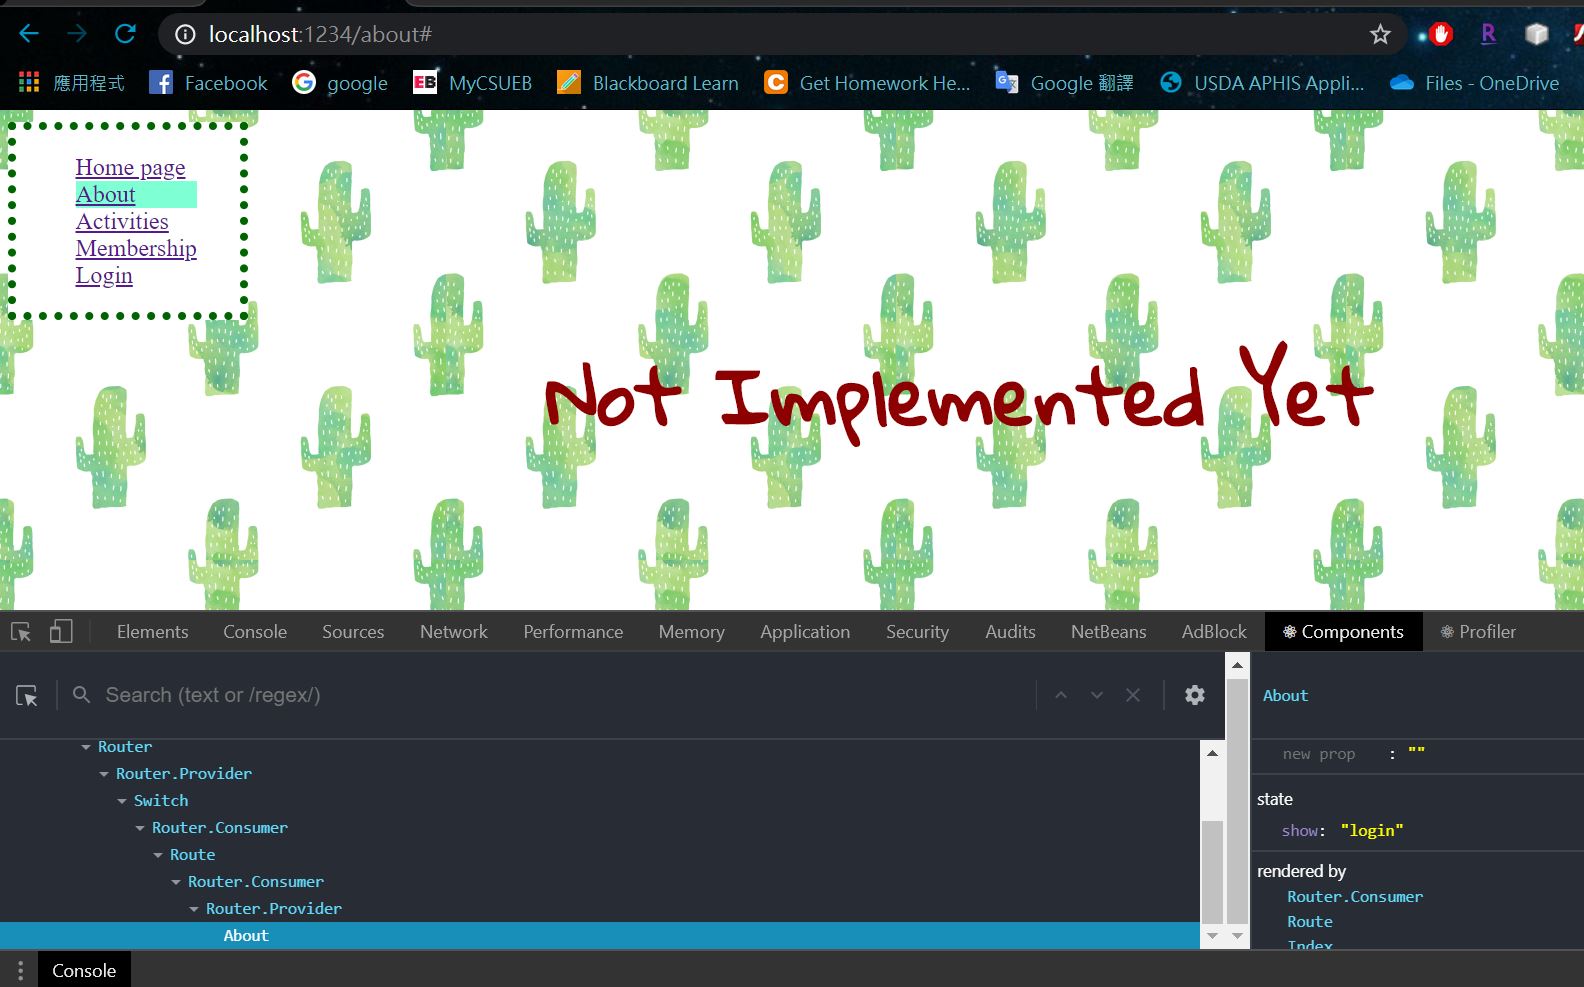 localhost:1234/about#
應用程式 Facebook google MyCSUEB Blackboard Learn Get Homework He... Google 翻譯 USDA APHIS Appli... Files - OneDrive
Home page
About
Activities
Membership
Login
Not Implemented Yet
Elements Console Sources Network Performance Memory Application Security Audits NetBeans AdBlock Components Profiler
Search (text or /regex/)
Router
Router.Provider
Switch
Router.Consumer
Route
Router.Consumer
Router.Provider
About
About
new prop : ""
state
show: "login"
rendered by
Router.Consumer
Route
Index
Console